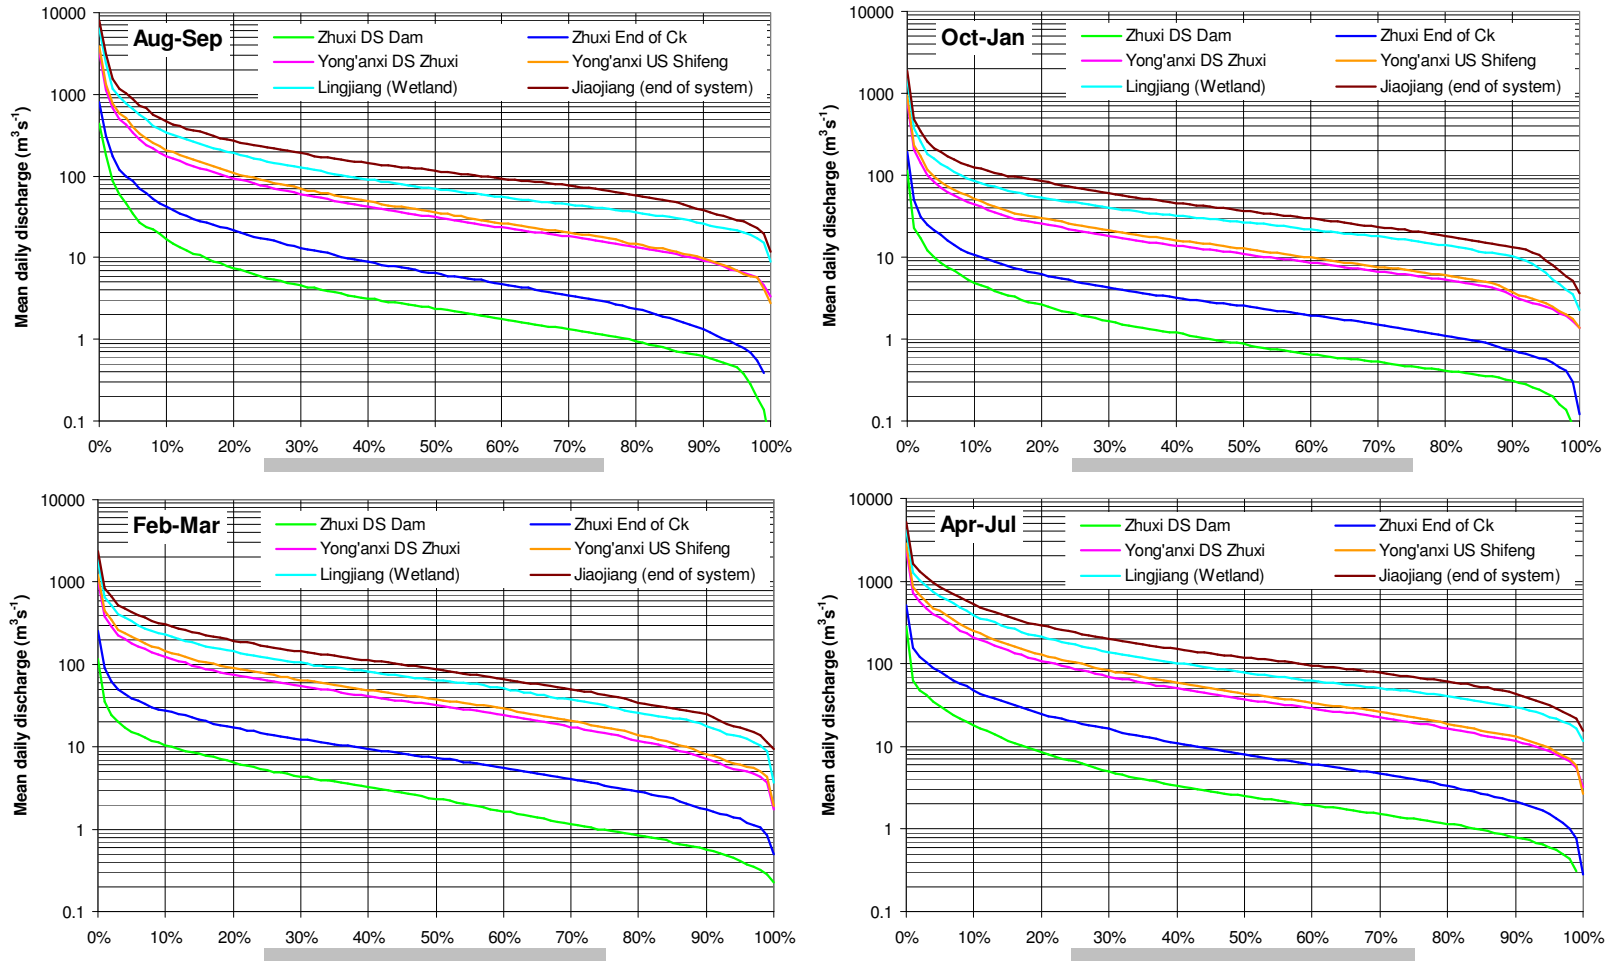 Aug-Sep
Zhuxi DS Dam
Zhuxi End of Ck
Yong'anxi DS Zhuxi
Yong'anxi US Shifeng
Lingjiang (Wetland)
Jiaojiang (end of system)
Mean daily discharge (m³s⁻¹)
10000
1000
100
10
1
0.1
0% 10% 20% 30% 40% 50% 60% 70% 80% 90% 100%
Oct-Jan
Zhuxi DS Dam
Zhuxi End of Ck
Yong'anxi DS Zhuxi
Yong'anxi US Shifeng
Lingjiang (Wetland)
Jiaojiang (end of system)
Mean daily discharge (m³s⁻¹)
10000
1000
100
10
1
0.1
0% 10% 20% 30% 40% 50% 60% 70% 80% 90% 100%
Feb-Mar
Zhuxi DS Dam
Zhuxi End of Ck
Yong'anxi DS Zhuxi
Yong'anxi US Shifeng
Lingjiang (Wetland)
Jiaojiang (end of system)
Mean daily discharge (m³s⁻¹)
10000
1000
100
10
1
0.1
0% 10% 20% 30% 40% 50% 60% 70% 80% 90% 100%
Apr-Jul
Zhuxi DS Dam
Zhuxi End of Ck
Yong'anxi DS Zhuxi
Yong'anxi US Shifeng
Lingjiang (Wetland)
Jiaojiang (end of system)
Mean daily discharge (m³s⁻¹)
10000
1000
100
10
1
0.1
0% 10% 20% 30% 40% 50% 60% 70% 80% 90% 100%